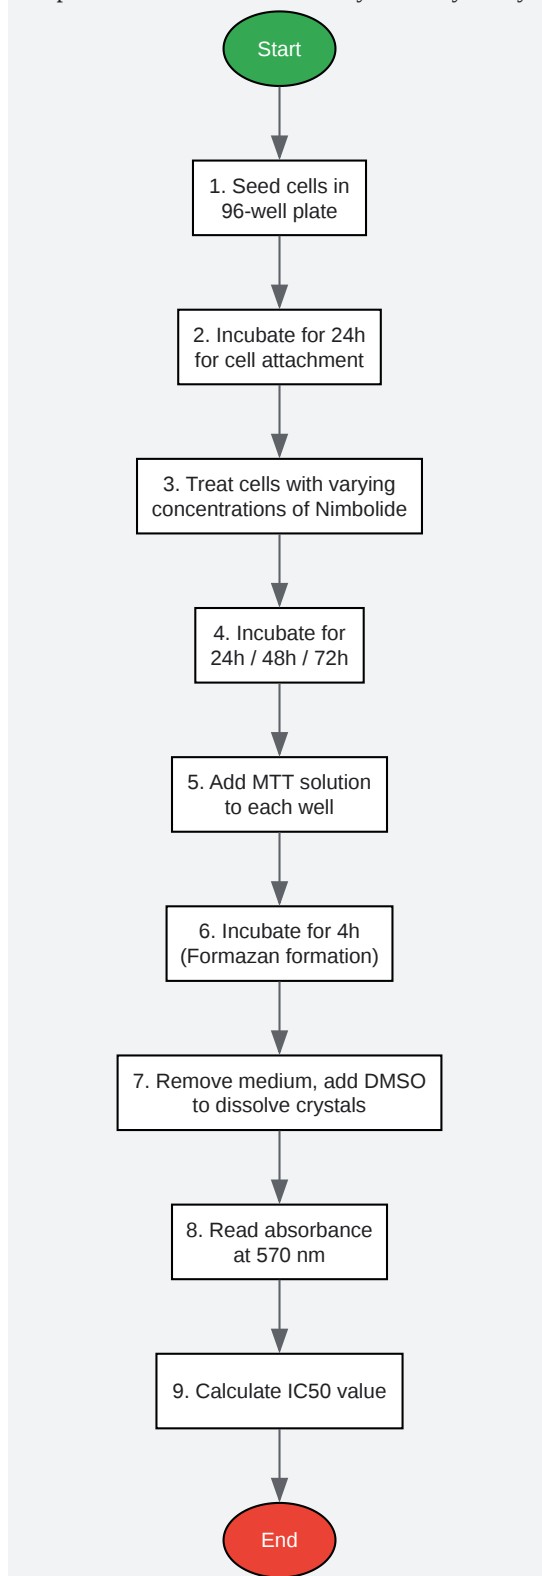 Start
1. Seed cells in
96-well plate
2. Incubate for 24h
for cell attachment
3. Treat cells with varying
concentrations of Nimbolide
4. Incubate for
24h / 48h / 72h
5. Add MTT solution
to each well
6. Incubate for 4h
(Formazan formation)
7. Remove medium, add DMSO
to dissolve crystals
8. Read absorbance
at 570 nm
9. Calculate IC50 value
End